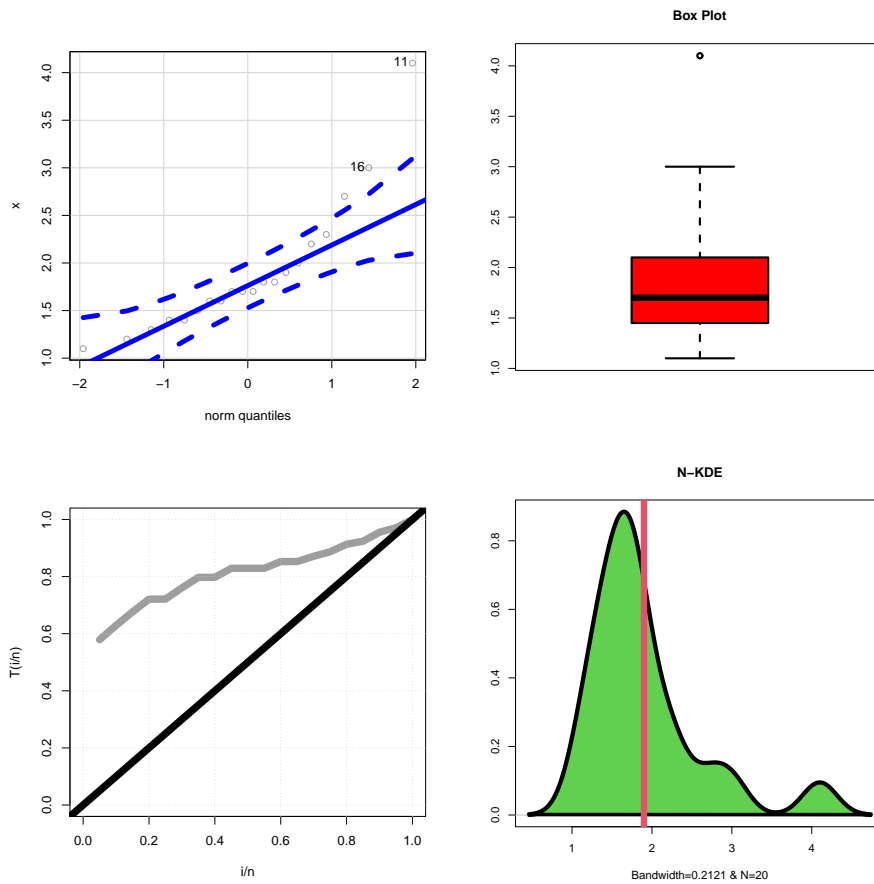 x
1.0 1.5 2.0 2.5 3.0 3.5 4.0
11
16
−2 −1 0 1 2
norm quantiles
Box Plot
1.0 1.5 2.0 2.5 3.0 3.5 4.0
T(i/n)
0.0 0.2 0.4 0.6 0.8 1.0
0.0 0.2 0.4 0.6 0.8 1.0
i/n
N−KDE
0.0 0.2 0.4 0.6 0.8
1 2 3 4
Bandwidth=0.2121 & N=20